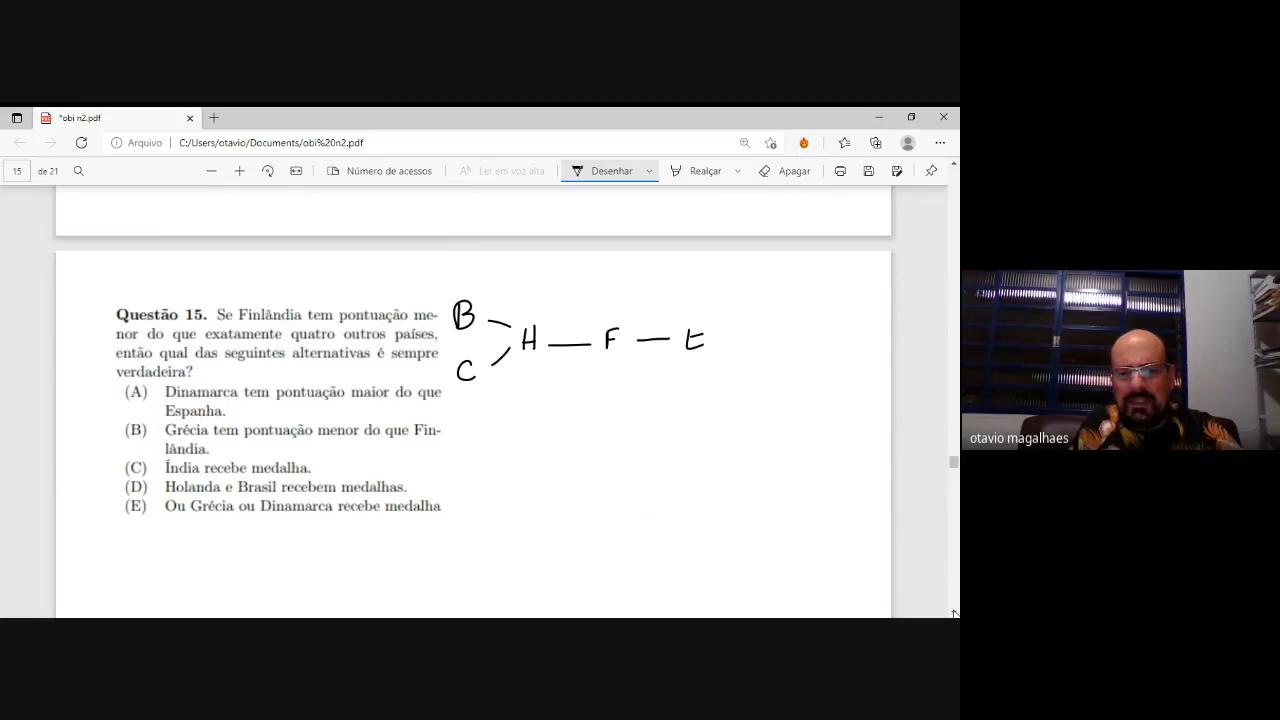 *obi n2.pdf
Arquivo C:/Users/otavio/Documents/obi%20n2.pdf
15 de 21 Número de acessos Ler em voz alta Desenhar Realçar Apagar
Questão 15. Se Finlândia tem pontuação me-
nor do que exatamente quatro outros países,
então qual das seguintes alternativas é sempre
verdadeira?
(A) Dinamarca tem pontuação maior do que
Espanha.
(B) Grécia tem pontuação menor do que Fin-
lândia.
(C) Índia recebe medalha.
(D) Holanda e Brasil recebem medalhas.
(E) Ou Grécia ou Dinamarca recebe medalha
B
H — F — E
C
otavio magalhaes